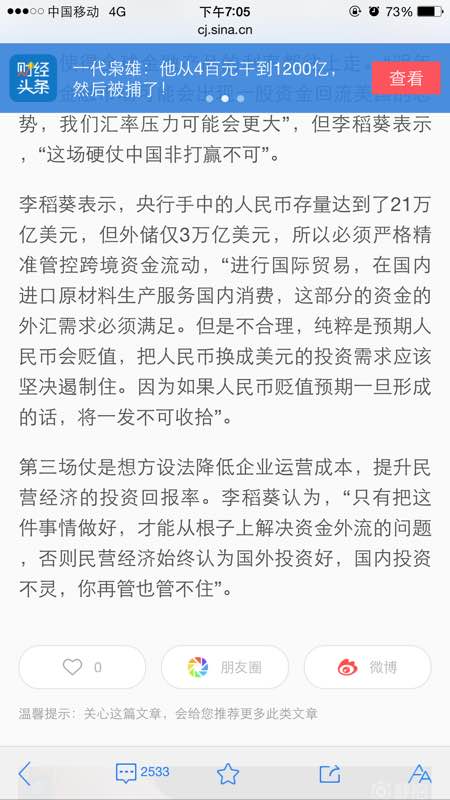 中国移动 4G 下午7:05 73%
cj.sina.cn
财经
头条
一代枭雄：他从4百元干到1200亿，
然后被捕了！
查看
势，我们汇率压力可能会更大”，但李稻葵表示
，“这场硬仗中国非打赢不可”。
李稻葵表示，央行手中的人民币存量达到了21万
亿美元，但外储仅3万亿美元，所以必须严格精
准管控跨境资金流动，“进行国际贸易，在国内
进口原材料生产服务国内消费，这部分的资金的
外汇需求必须满足。但是不合理，纯粹是预期人
民币会贬值，把人民币换成美元的投资需求应该
坚决遏制住。因为如果人民币贬值预期一旦形成
的话，将一发不可收拾”。
第三场仗是想方设法降低企业运营成本，提升民
营经济的投资回报率。李稻葵认为，“只有把这
件事情做好，才能从根子上解决资金外流的问题
，否则民营经济始终认为国外投资好，国内投资
不灵，你再管也管不住”。
0 朋友圈 微博
温馨提示：关心这篇文章，会给您推荐更多此类文章
2533